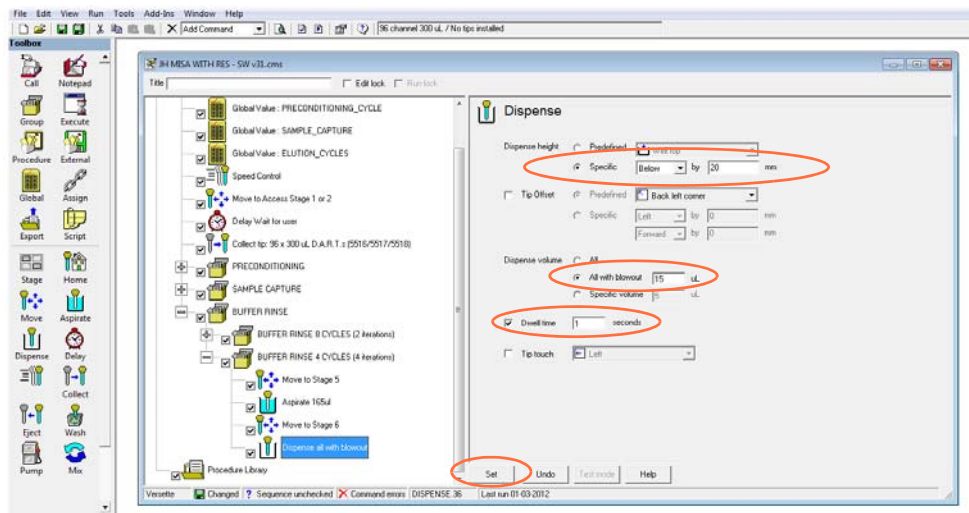 File Edit View Run Tools Add-Ins Window Help
Add Command 96 channel 300 uL / No tips installed
Toolbox
Call Notepad
Group Execute
Procedure External
Global Assign
Export Script
Stage Home
Move Aspirate
Dispense Delay
Collect
Eject Wash
Pump Mix
JH MISA WITH RES - SW v31.cms
Title Edit lock Run lock
Global Value : PRECONDITIONING_CYCLE
Global Value : SAMPLE_CAPTURE
Global Value : ELUTION_CYCLES
Speed Control
Move to Access Stage 1 or 2
Delay Wait for user
Collect tip: 96 x 300 uL D.A.R.T.s (5516/5517/5518)
PRECONDITIONING
SAMPLE CAPTURE
BUFFER RINSE
BUFFER RINSE 8 CYCLES (2 iterations)
BUFFER RINSE 4 CYCLES (4 iterations)
Move to Stage 5
Aspirate 165ul
Move to Stage 6
Dispense all with blowout
Procedure Library
Dispense
Dispense height Predefined Well top
Specific Below by 20 mm
Tip Offset Predefined Back left corner
Specific Left by 0 mm
Forward by 0 mm
Dispense volume All
All with blowout 15 uL
Specific volume 5 uL
Dwell time 1 seconds
Tip touch Left
Set Undo Test mode Help
Versette Changed ? Sequence unchecked Command errors DISPENSE.36 Last run 01-03-2012